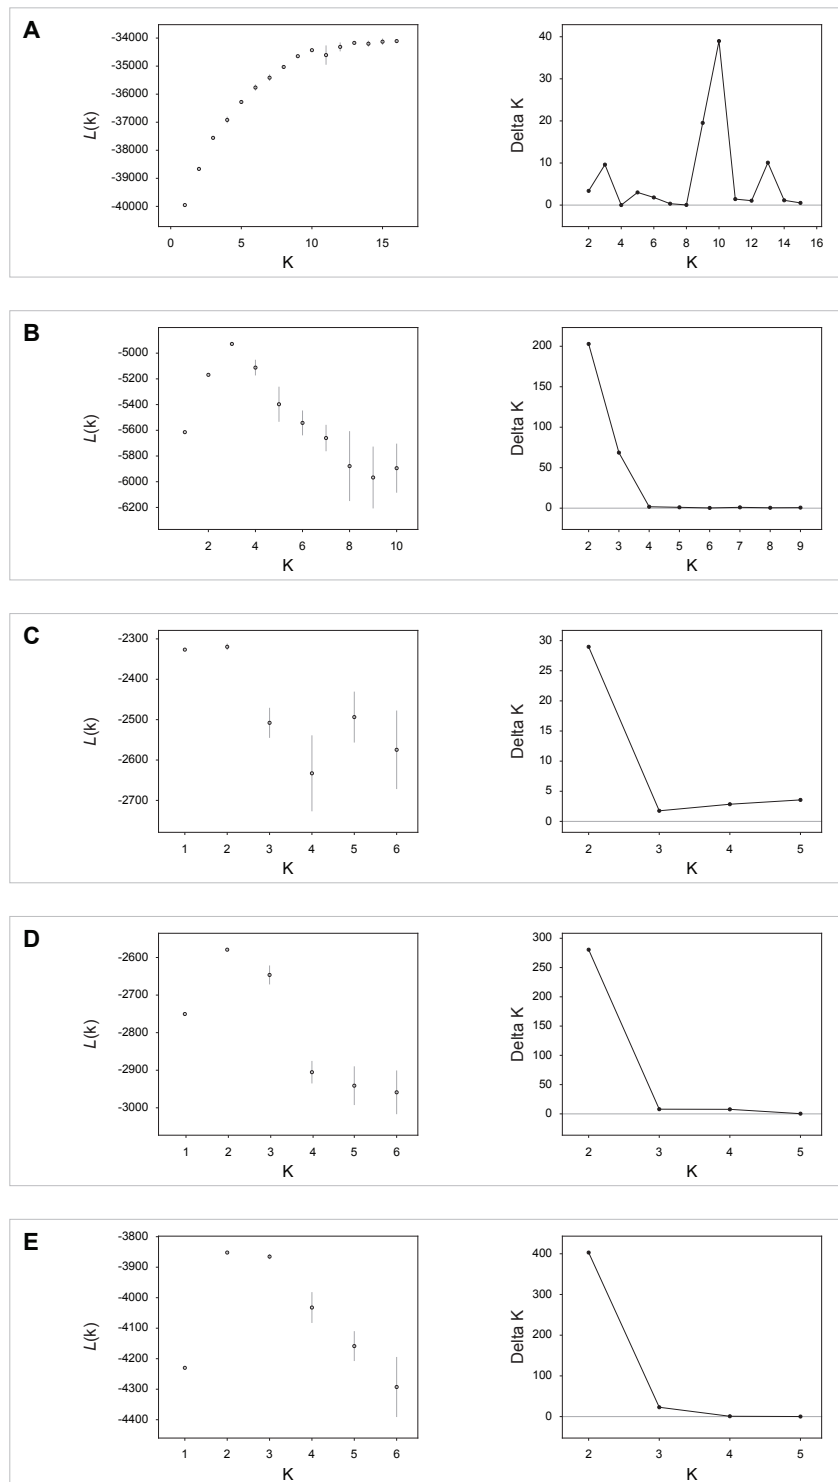 A
L(k)
-34000
-35000
-36000
-37000
-38000
-39000
-40000
0 5 10 15
K
Delta K
40
30
20
10
0
2 4 6 8 10 12 14 16
K
B
L(k)
-5000
-5200
-5400
-5600
-5800
-6000
-6200
2 4 6 8 10
K
Delta K
200
150
100
50
0
2 3 4 5 6 7 8 9
K
C
L(k)
-2300
-2400
-2500
-2600
-2700
1 2 3 4 5 6
K
Delta K
30
25
20
15
10
5
0
2 3 4 5
K
D
L(k)
-2600
-2700
-2800
-2900
-3000
1 2 3 4 5 6
K
Delta K
300
250
200
150
100
50
0
2 3 4 5
K
E
L(k)
-3800
-3900
-4000
-4100
-4200
-4300
-4400
1 2 3 4 5 6
K
Delta K
400
300
200
100
0
2 3 4 5
K